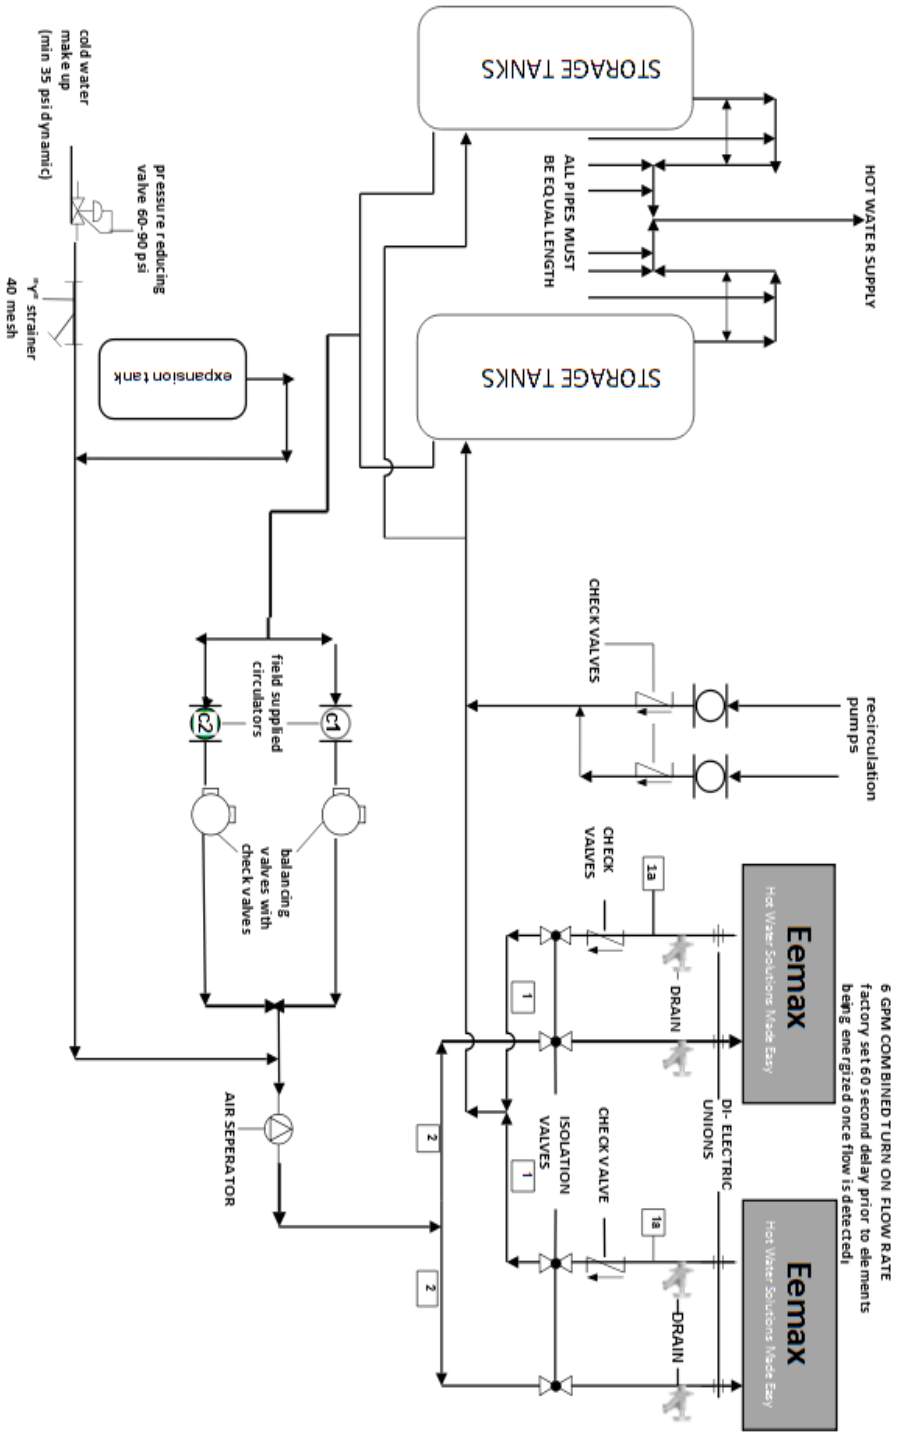 6 GPM COMBINED TURN ON FLOW RATE
factory set 60 second delay prior to elements
being energized once flow is detected;
HOT WATER SUPPLY
recirculation
pumps
Eemax
Hot Water Solutions Made Easy
Eemax
Hot Water Solutions Made Easy
DI- ELECTRIC
UNIONS
STORAGE TANKS
STORAGE TANKS
ALL PIPES MUST
BE EQUAL LENGTH
CHECK VALVES
CHECK
VALVES
1a
DRAIN
CHECK VALVE
1a
DRAIN
ISOLATION
VALVES
1
1
2
2
c1
field supplied
circulators
c2
balancing
valves with
check valves
AIR SEPERATOR
expansion tank
pressure reducing
valve 60-90 psi
cold water
make up
(min 35 psi dynamic)
"Y" strainer
40 mesh